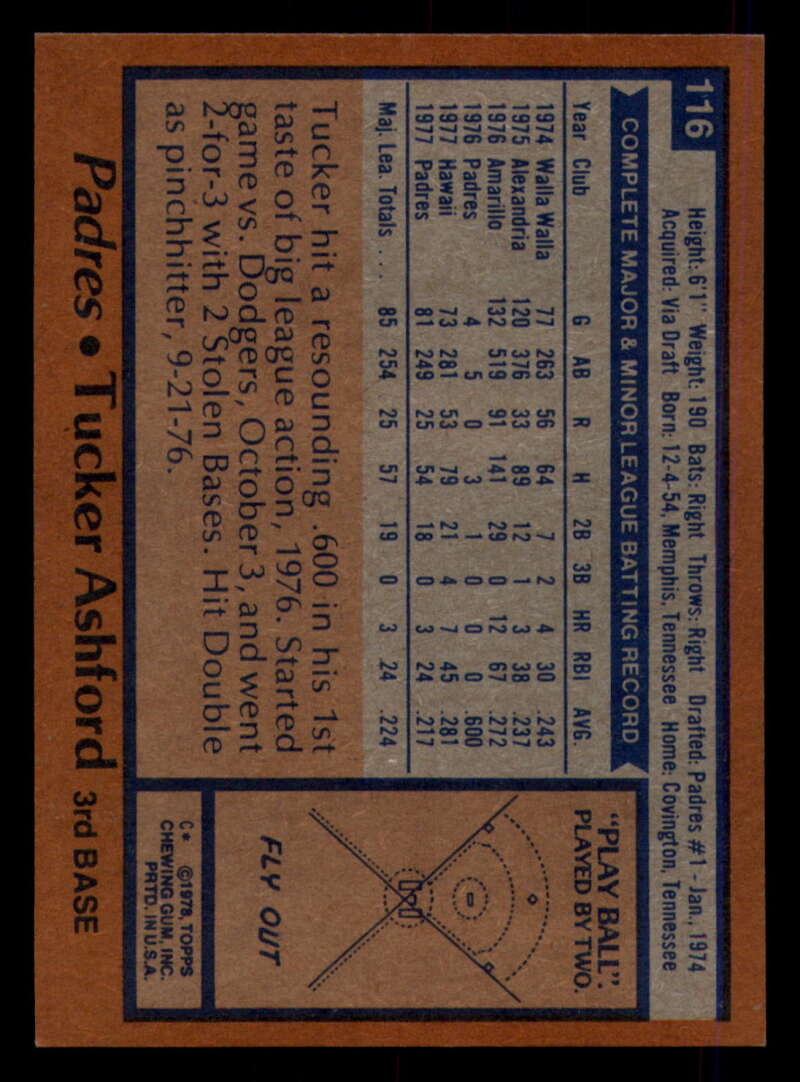 116
Height: 6'1" Weight: 190 Bats: Right Throws: Right Drafted: Padres #1 - Jan., 1974
Acquired: Via Draft Born: 12-4-54, Memphis, Tennessee Home: Covington, Tennessee
COMPLETE MAJOR & MINOR LEAGUE BATTING RECORD
Year Club G AB R H 2B 3B HR RBI AVG.
1974 Walla Walla 77 263 56 64 7 2 4 30 .243
1975 Alexandria 120 376 33 89 12 1 3 38 .237
1976 Amarillo 132 519 91 141 29 0 12 67 .272
1976 Padres 4 5 0 3 1 0 0 0 .600
1977 Hawaii 73 281 53 79 21 4 7 45 .281
1977 Padres 81 249 25 54 18 0 3 24 .217
Maj. Lea. Totals ... 85 254 25 57 19 0 3 24 .224
Tucker hit a resounding .600 in his 1st
taste of big league action, 1976. Started
game vs. Dodgers, October 3, and went
2-for-3 with 2 Stolen Bases. Hit Double
as pinchhitter, 9-21-76.
"PLAY BALL".
PLAYED BY TWO.
FLY OUT
C* ©1978, TOPPS
CHEWING GUM, INC.
PRTD. IN U.S.A.
Padres • Tucker Ashford 3rd BASE